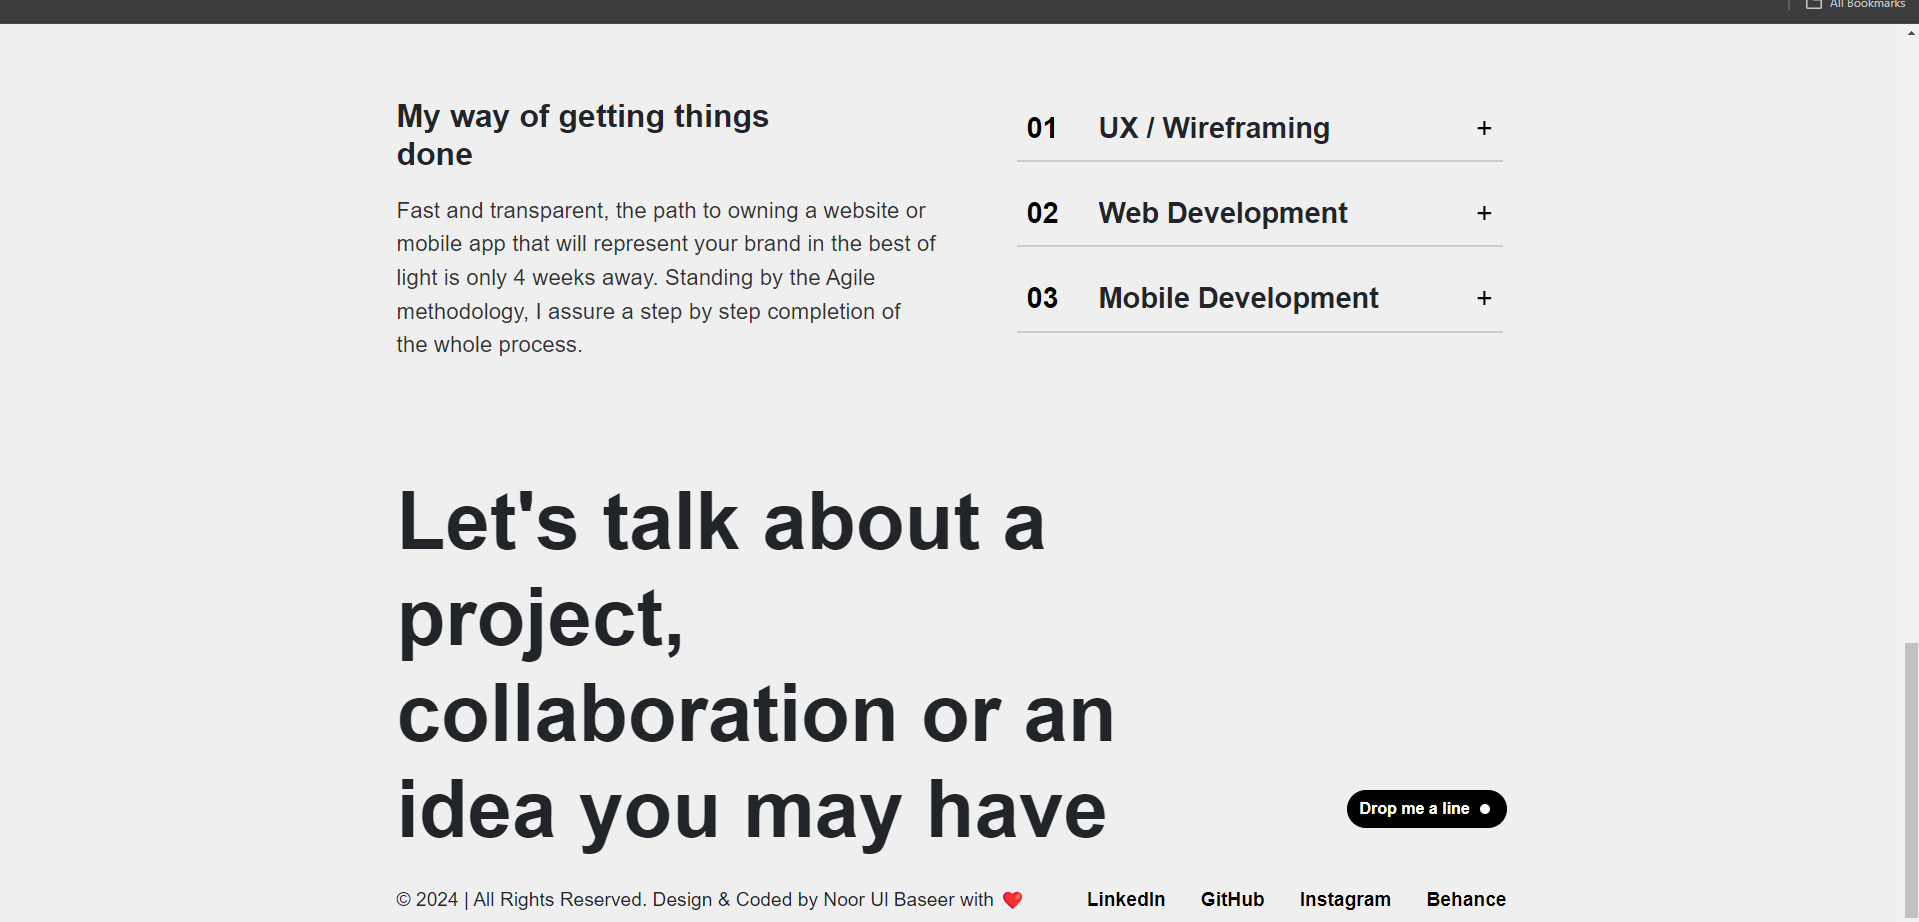 All Bookmarks
My way of getting things
done
Fast and transparent, the path to owning a website or
mobile app that will represent your brand in the best of
light is only 4 weeks away. Standing by the Agile
methodology, I assure a step by step completion of
the whole process.
01 UX / Wireframing +
02 Web Development +
03 Mobile Development +
Let's talk about a
project,
collaboration or an
idea you may have
Drop me a line
© 2024 | All Rights Reserved. Design & Coded by Noor Ul Baseer with ❤️
LinkedIn GitHub Instagram Behance